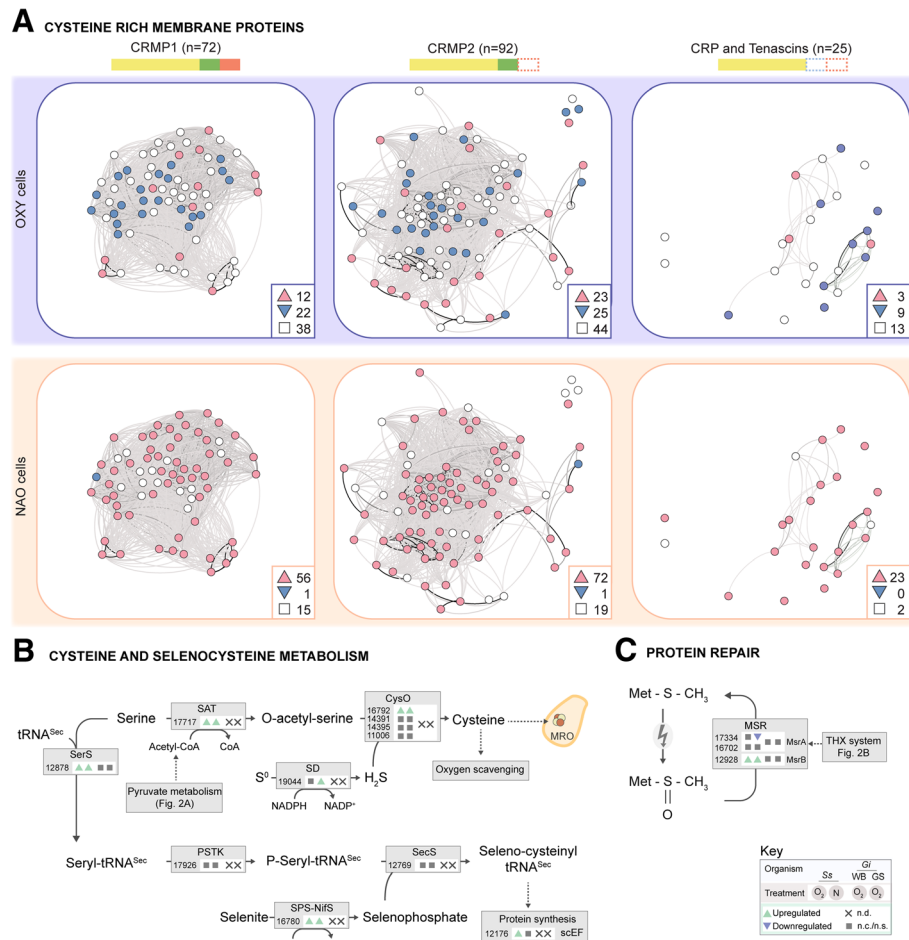 A CYSTEINE RICH MEMBRANE PROTEINS
CRMP1 (n=72)
CRMP2 (n=92)
CRP and Tenascins (n=25)
OXY cells
12
22
38
23
25
44
3
9
13
NAO cells
56
1
15
72
1
19
23
0
2
B CYSTEINE AND SELENOCYSTEINE METABOLISM
tRNASec
SerS
12878
Serine
SAT
17717
Acetyl-CoA
CoA
Pyruvate metabolism
(Fig. 2A)
O-acetyl-serine
S0
SD
19044
NADPH
NADP+
H2S
CysO
16792
14391
14395
11006
Cysteine
MRO
Oxygen scavenging
Seryl-tRNASec
PSTK
17926
P-Seryl-tRNASec
SecS
12769
Seleno-cysteinyl
tRNASec
Selenite
SPS-NifS
16780
Selenophosphate
Protein synthesis
12176 scEF
C PROTEIN REPAIR
Met - S - CH3
MSR
17334
16702
MsrA
12928
MsrB
THX system
Fig. 2B
Met - S - CH3
O
Key
Organism Ss Gi
WB GS
Treatment O2 N O2 O2
Upregulated × n.d.
Downregulated n.c./n.s.